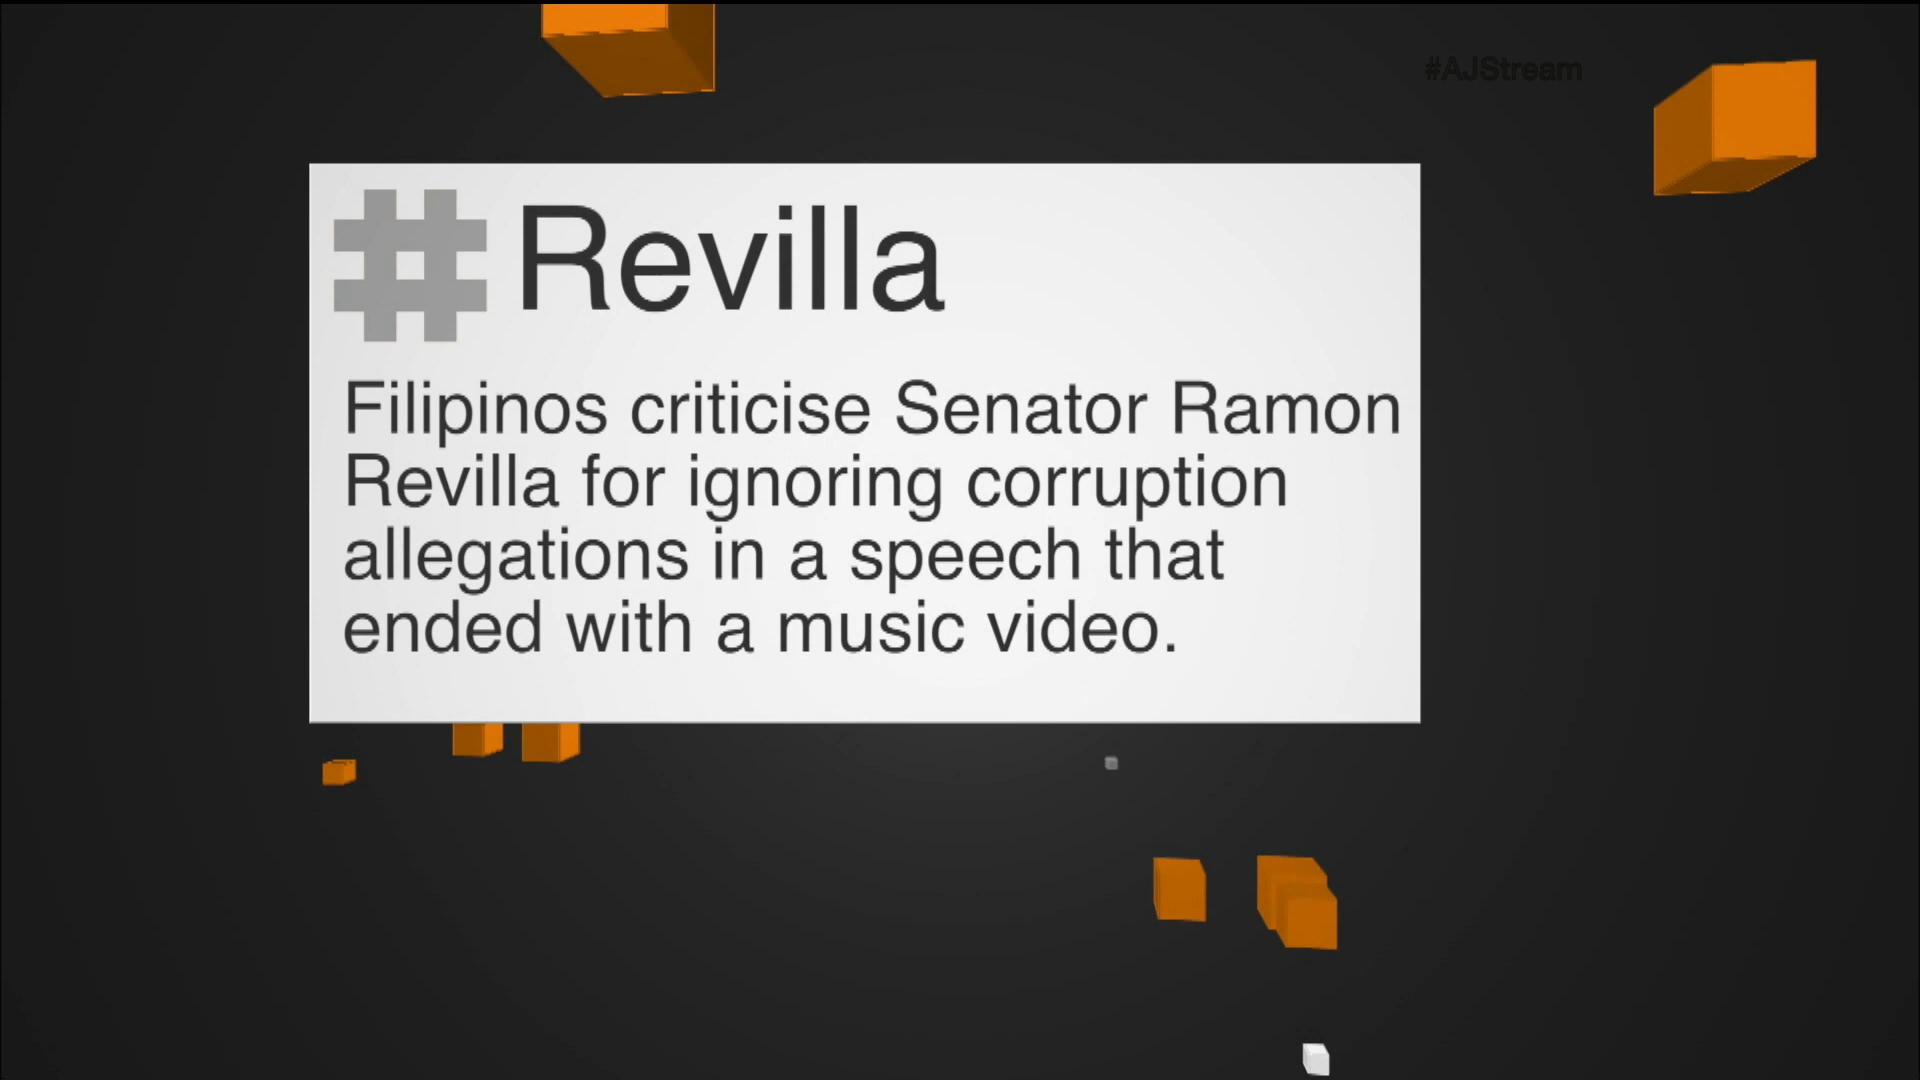 #AJStream
#Revilla
Filipinos criticise Senator Ramon
Revilla for ignoring corruption
allegations in a speech that
ended with a music video.